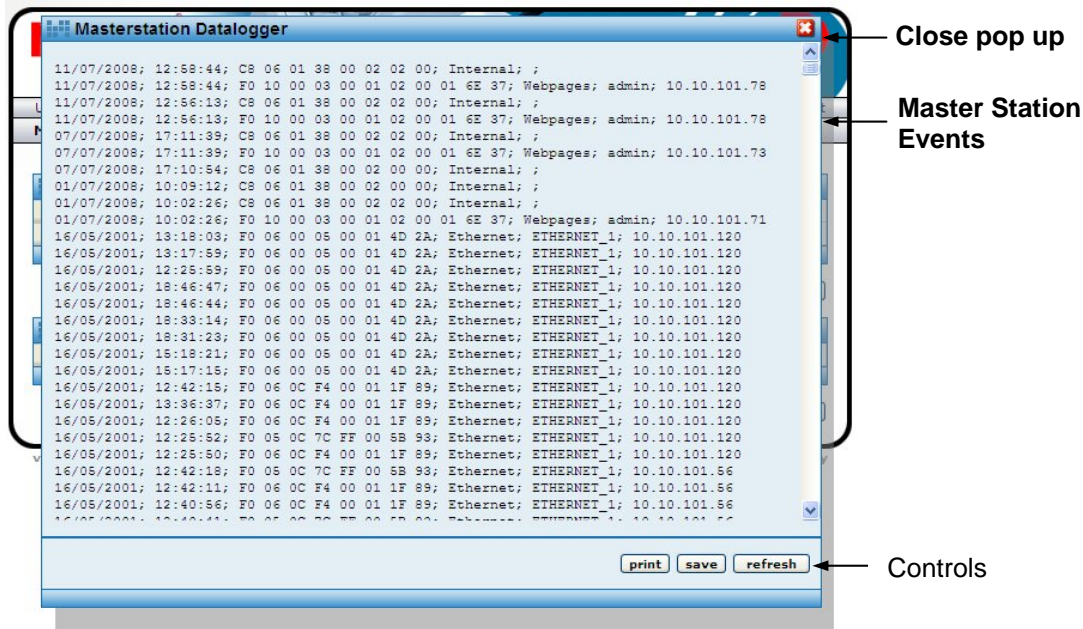 Masterstation Datalogger
Close pop up
11/07/2008; 12:58:44; C8 06 01 38 00 02 02 00; Internal; ;
11/07/2008; 12:58:44; F0 10 00 03 00 01 02 00 01 6E 37; Webpages; admin; 10.10.101.78
11/07/2008; 12:56:13; C8 06 01 38 00 02 02 00; Internal; ;
11/07/2008; 12:56:13; F0 10 00 03 00 01 02 00 01 6E 37; Webpages; admin; 10.10.101.78
07/07/2008; 17:11:39; C8 06 01 38 00 02 02 00; Internal; ;
07/07/2008; 17:11:39; F0 10 00 03 00 01 02 00 01 6E 37; Webpages; admin; 10.10.101.73
07/07/2008; 17:10:54; C8 06 01 38 00 02 00 00; Internal; ;
01/07/2008; 10:09:12; C8 06 01 38 00 02 00 00; Internal; ;
01/07/2008; 10:02:26; C8 06 01 38 00 02 02 00; Internal; ;
01/07/2008; 10:02:26; F0 10 00 03 00 01 02 00 01 6E 37; Webpages; admin; 10.10.101.71
16/05/2001; 13:18:03; F0 06 00 05 00 01 4D 2A; Ethernet; ETHERNET_1; 10.10.101.120
16/05/2001; 13:17:59; F0 06 00 05 00 01 4D 2A; Ethernet; ETHERNET_1; 10.10.101.120
16/05/2001; 12:25:59; F0 06 00 05 00 01 4D 2A; Ethernet; ETHERNET_1; 10.10.101.120
16/05/2001; 18:46:47; F0 06 00 05 00 01 4D 2A; Ethernet; ETHERNET_1; 10.10.101.120
16/05/2001; 18:46:44; F0 06 00 05 00 01 4D 2A; Ethernet; ETHERNET_1; 10.10.101.120
16/05/2001; 18:33:14; F0 06 00 05 00 01 4D 2A; Ethernet; ETHERNET_1; 10.10.101.120
16/05/2001; 18:31:23; F0 06 00 05 00 01 4D 2A; Ethernet; ETHERNET_1; 10.10.101.120
16/05/2001; 15:18:21; F0 06 00 05 00 01 4D 2A; Ethernet; ETHERNET_1; 10.10.101.120
16/05/2001; 15:17:15; F0 06 00 05 00 01 4D 2A; Ethernet; ETHERNET_1; 10.10.101.120
16/05/2001; 12:42:15; F0 06 0C F4 00 01 1F 89; Ethernet; ETHERNET_1; 10.10.101.120
16/05/2001; 13:36:37; F0 06 0C F4 00 01 1F 89; Ethernet; ETHERNET_1; 10.10.101.120
16/05/2001; 12:26:05; F0 06 0C F4 00 01 1F 89; Ethernet; ETHERNET_1; 10.10.101.120
16/05/2001; 12:25:52; F0 05 0C 7C FF 00 5B 93; Ethernet; ETHERNET_1; 10.10.101.120
16/05/2001; 12:25:50; F0 06 0C F4 00 01 1F 89; Ethernet; ETHERNET_1; 10.10.101.120
16/05/2001; 12:42:18; F0 05 0C 7C FF 00 5B 93; Ethernet; ETHERNET_1; 10.10.101.56
16/05/2001; 12:42:11; F0 06 0C F4 00 01 1F 89; Ethernet; ETHERNET_1; 10.10.101.56
16/05/2001; 12:40:56; F0 06 0C F4 00 01 1F 89; Ethernet; ETHERNET_1; 10.10.101.56
Master Station
Events
print save refresh
Controls